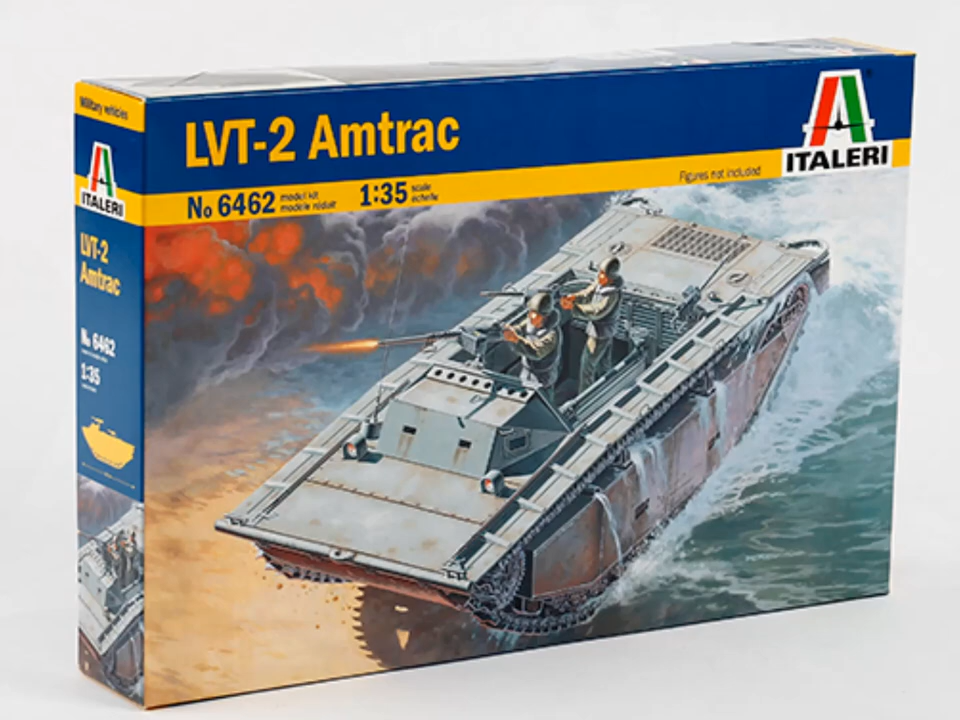 LVT-2 Amtrac
ITALERI
No 6462 model kit
modèle réduit
1:35 scale
échelle
Figures not included
Military vehicles
ITALERI
LVT-2
Amtrac
No 6462
1:35